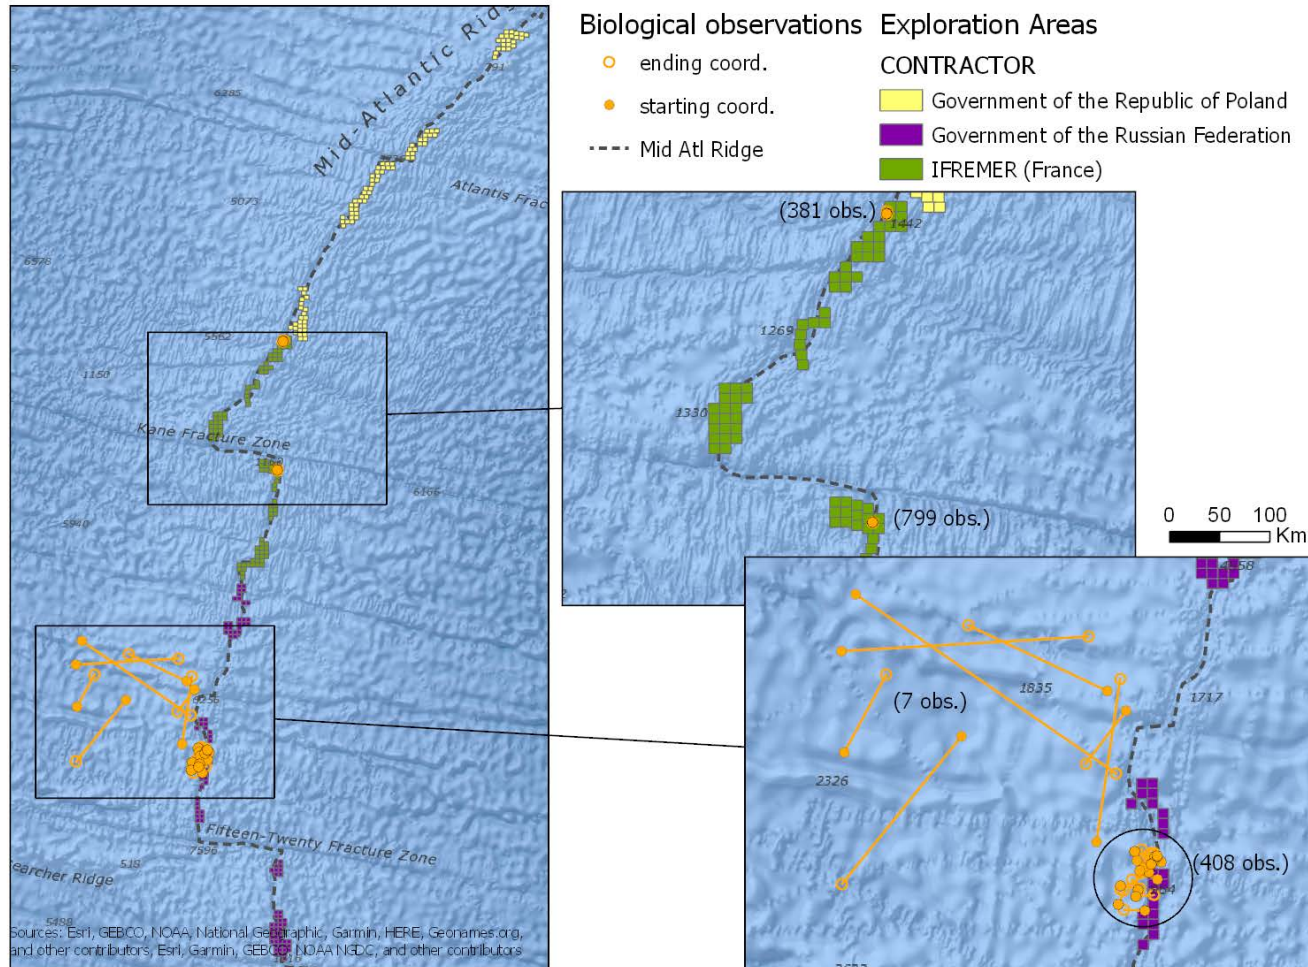 Biological observations
ending coord.
starting coord.
Mid Atl Ridge
Exploration Areas
CONTRACTOR
Government of the Republic of Poland
Government of the Russian Federation
IFREMER (France)
Mid-Atlantic Ridge
791
6285
Atlantis Frac
5073
6578
5562
1150
Kane Fracture Zone
6166
5940
Fifteen-Twenty Fracture Zone
7596
518
earcher Ridge
5488
Sources: Esri, GEBCO, NOAA, National Geographic, Garmin, HERE, Geonames.org,
and other contributors, Esri, Garmin, GEBCO, NOAA NGDC, and other contributors
(381 obs.)
1442
1269
1330
(799 obs.)
0 50 100
Km
1835
1717
(7 obs.)
2326
(408 obs.)